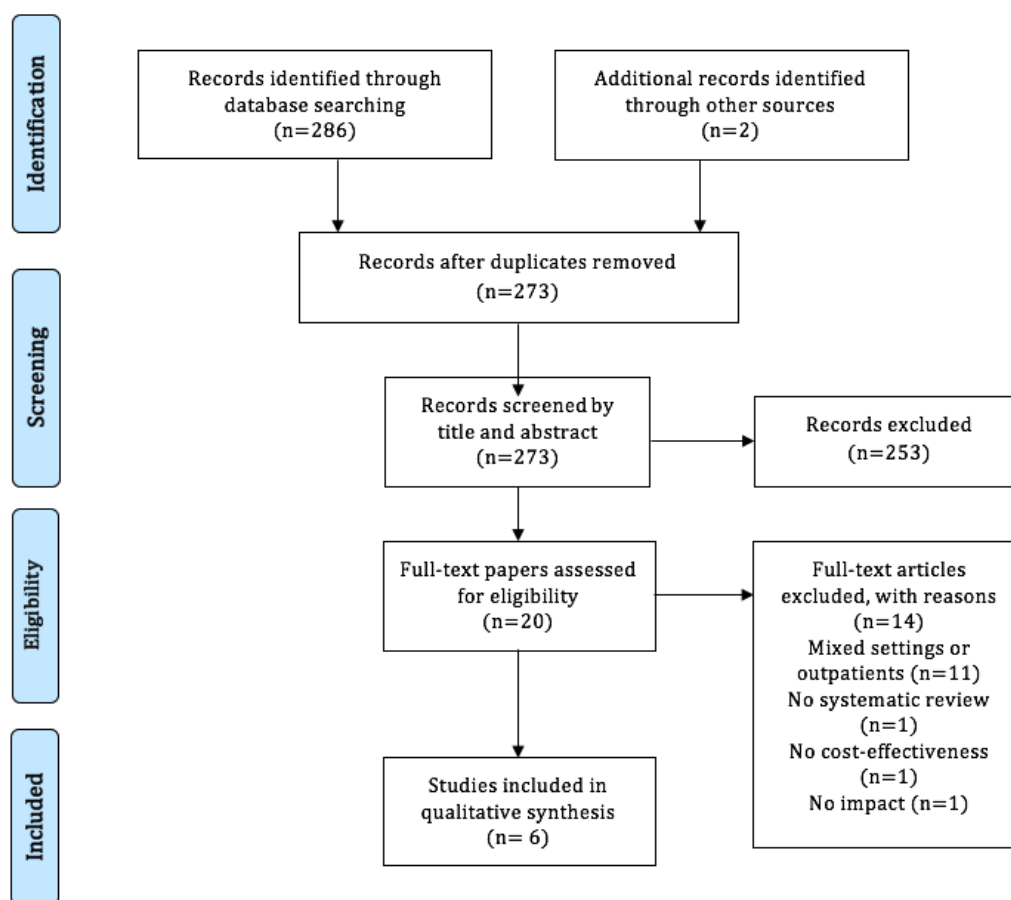 Identification
Records identified through
database searching
(n=286)
Additional records identified
through other sources
(n=2)
Records after duplicates removed
(n=273)
Screening
Records screened by
title and abstract
(n=273)
Records excluded
(n=253)
Eligibility
Full-text papers assessed
for eligibility
(n=20)
Full-text articles
excluded, with reasons
(n=14)
Mixed settings or
outpatients (n=11)
No systematic review
(n=1)
No cost-effectiveness
(n=1)
No impact (n=1)
Included
Studies included in
qualitative synthesis
(n= 6)